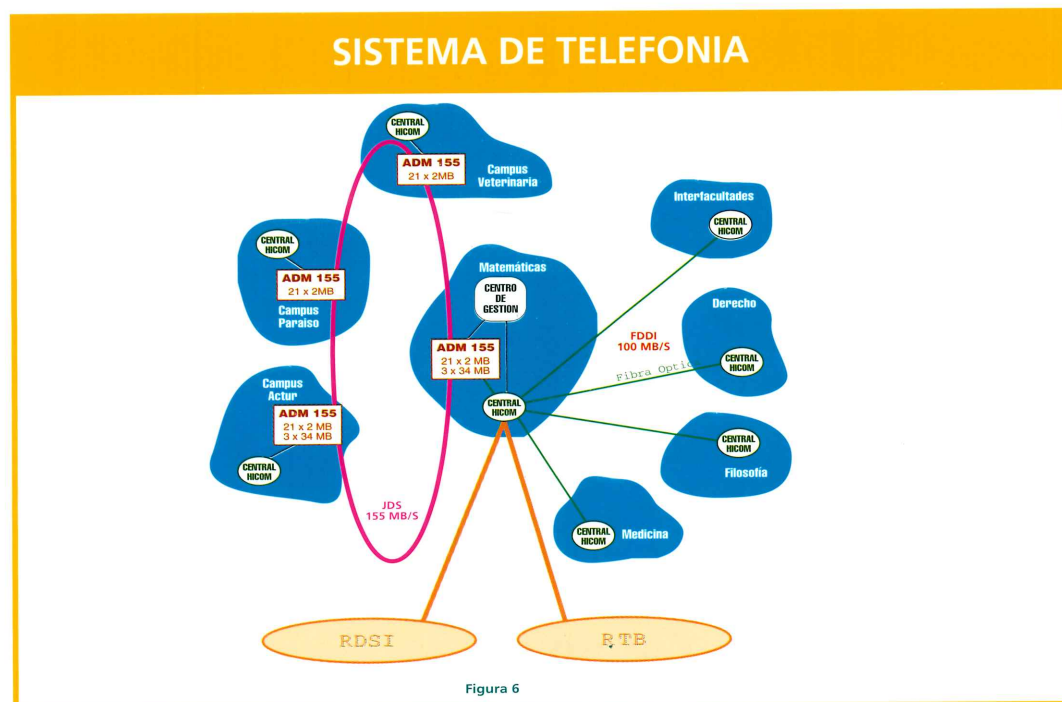 SISTEMA DE TELEFONIA
CENTRAL
HICOM
ADM 155
21 x 2MB
Campus
Veterinaria
Interfacultades
CENTRAL
HICOM
CENTRAL
HICOM
ADM 155
21 x 2MB
Campus
Paraiso
Matemáticas
CENTRO
DE
GESTION
ADM 155
21 x 2 MB
3 x 34 MB
CENTRAL
HICOM
Derecho
CENTRAL
HICOM
FDDI
100 MB/S
Fibra Optic
Campus
Actur
ADM 155
21 x 2 MB
3 x 34 MB
CENTRAL
HICOM
CENTRAL
HICOM
Filosofía
JDS
155 MB/S
CENTRAL
HICOM
Medicina
RDSI
RTB
Figura 6